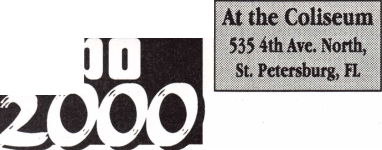 2000
At the Coliseum
535 4th Ave. North,
St. Petersburg, FL